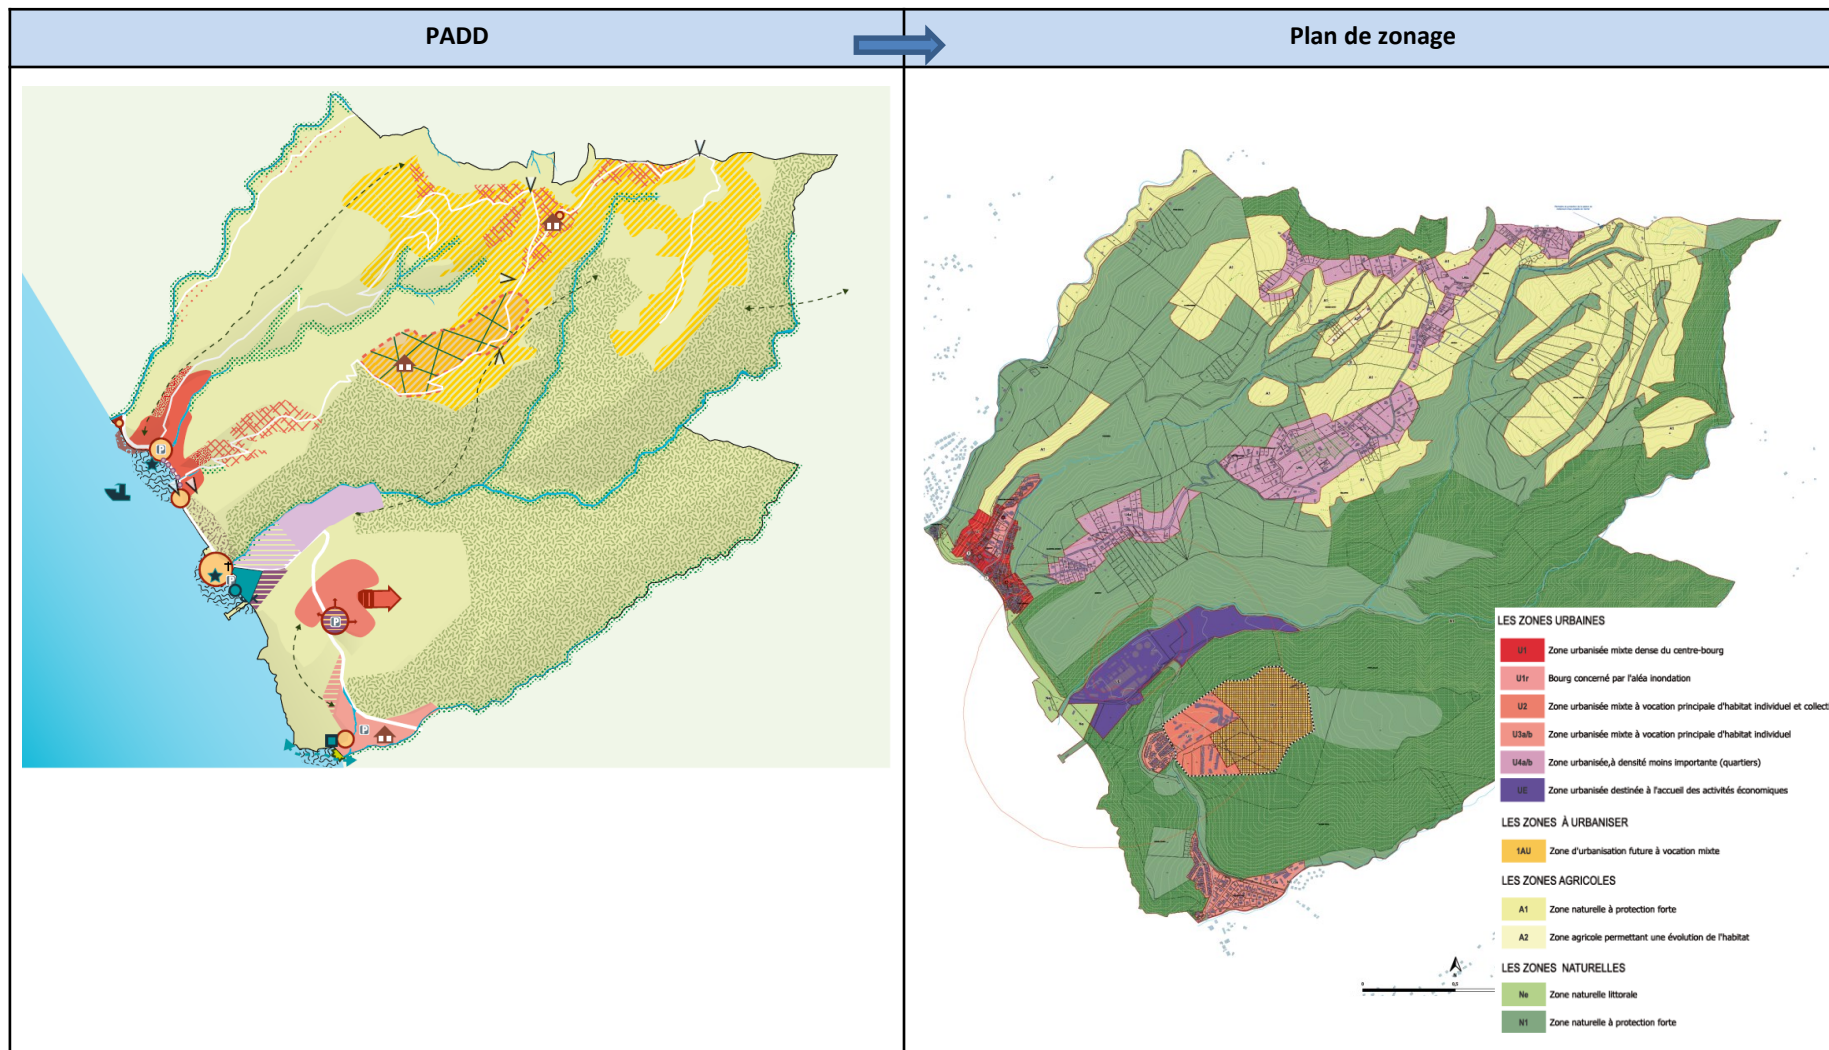 PADD
Plan de zonage
P
P
P
P
LES ZONES URBAINES
U1 Zone urbanisée mixte dense du centre-bourg
U1r Bourg concerné par l'aléa inondation
U2 Zone urbanisée mixte à vocation principale d'habitat individuel et collecti
U3a/b Zone urbanisée mixte à vocation principale d'habitat individuel
U4a/b Zone urbanisée,à densité moins importante (quartiers)
UE Zone urbanisée destinée à l'accueil des activités économiques
LES ZONES À URBANISER
1AU Zone d'urbanisation future à vocation mixte
LES ZONES AGRICOLES
A1 Zone naturelle à protection forte
A2 Zone agricole permettant une évolution de l'habitat
LES ZONES NATURELLES
Ne Zone naturelle littorale
N1 Zone naturelle à protection forte
0 0,5